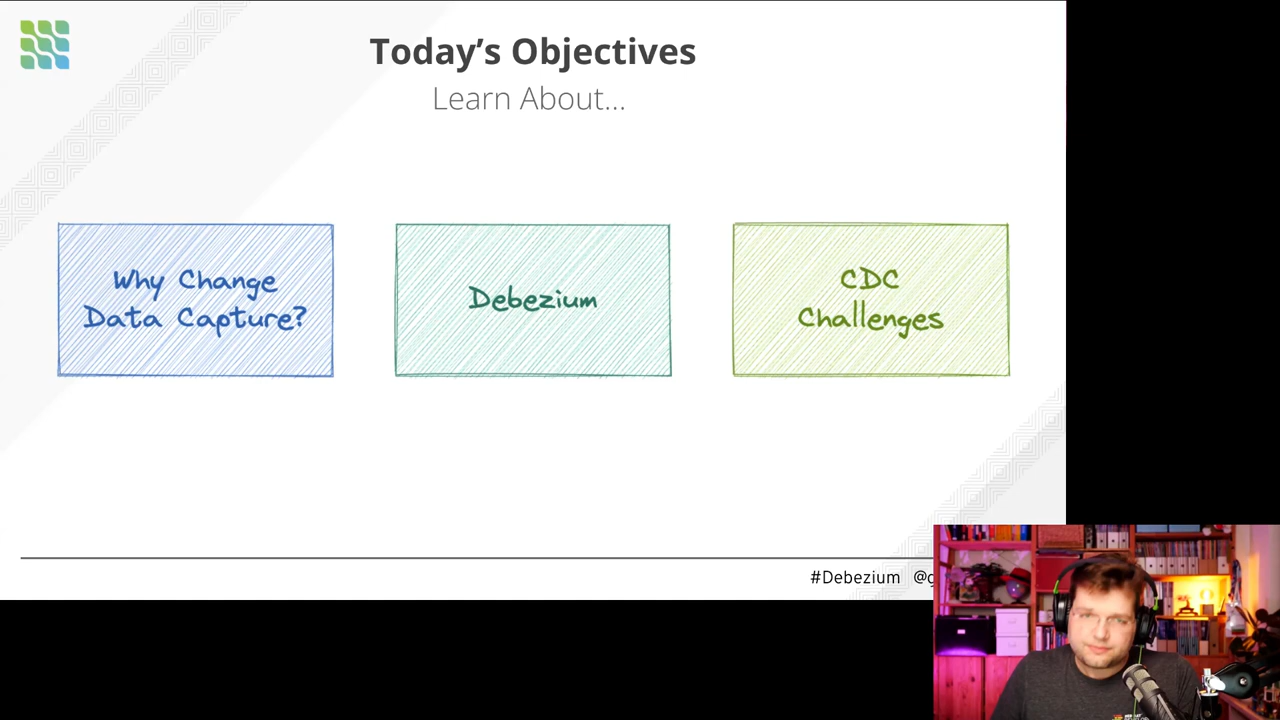 Today's Objectives
Learn About...
Why Change
Data Capture?
Debezium
CDC
Challenges
#Debezium